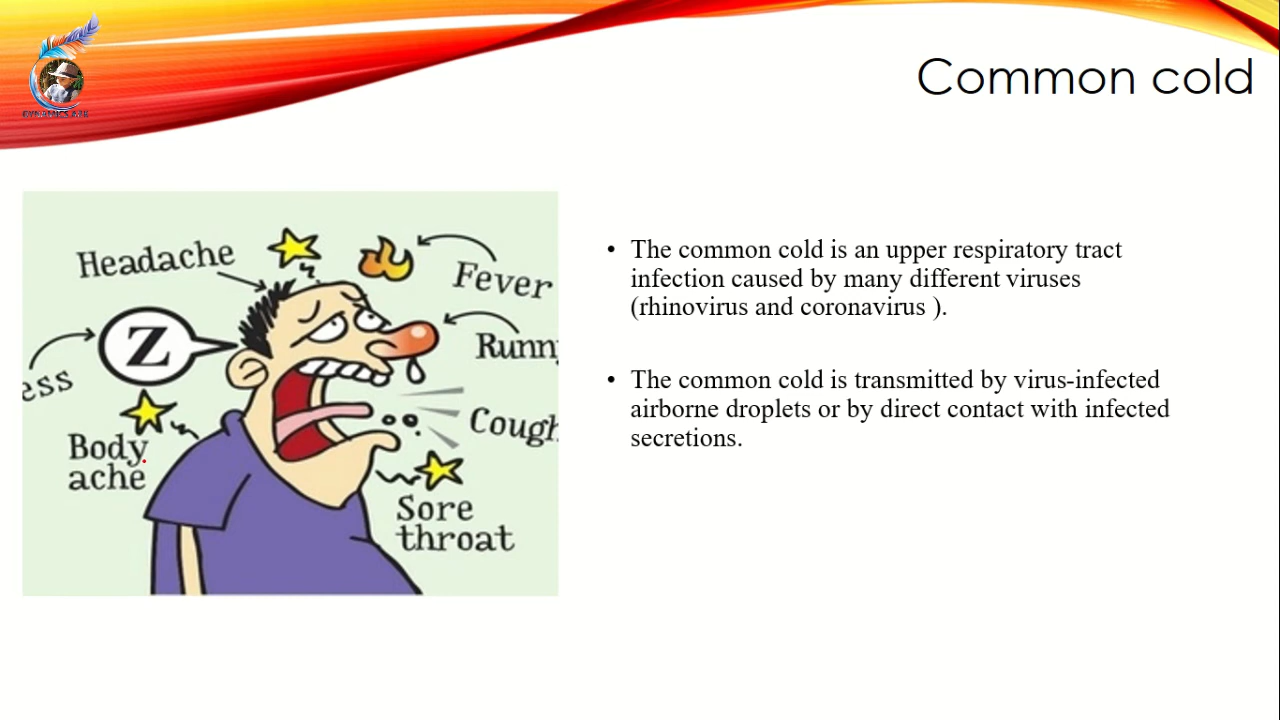 Common cold
Headache
Fever
Z
Runn
ess
Cough
Body
ache
Sore
throat
• The common cold is an upper respiratory tract
infection caused by many different viruses
(rhinovirus and coronavirus ).
• The common cold is transmitted by virus-infected
airborne droplets or by direct contact with infected
secretions.